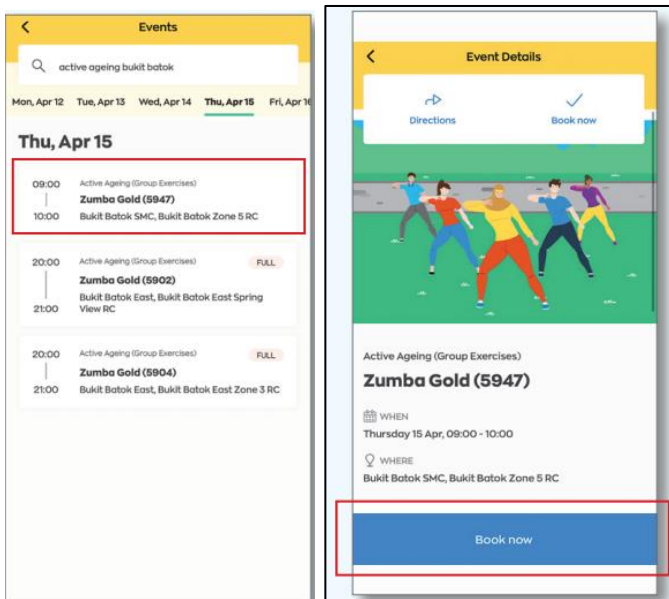 Events
active ageing bukit batok
Mon, Apr 12 Tue, Apr 13 Wed, Apr 14 Thu, Apr 15 Fri, Apr 16
Thu, Apr 15
09:00 Active Ageing (Group Exercises)
Zumba Gold (5947)
10:00 Bukit Batok SMC, Bukit Batok Zone 5 RC
20:00 Active Ageing (Group Exercises) FULL
Zumba Gold (5902)
Bukit Batok East, Bukit Batok East Spring
21:00 View RC
20:00 Active Ageing (Group Exercises) FULL
Zumba Gold (5904)
21:00 Bukit Batok East, Bukit Batok East Zone 3 RC
Event Details
Directions Book now
Active Ageing (Group Exercises)
Zumba Gold (5947)
WHEN
Thursday 15 Apr, 09:00 - 10:00
WHERE
Bukit Batok SMC, Bukit Batok Zone 5 RC
Book now